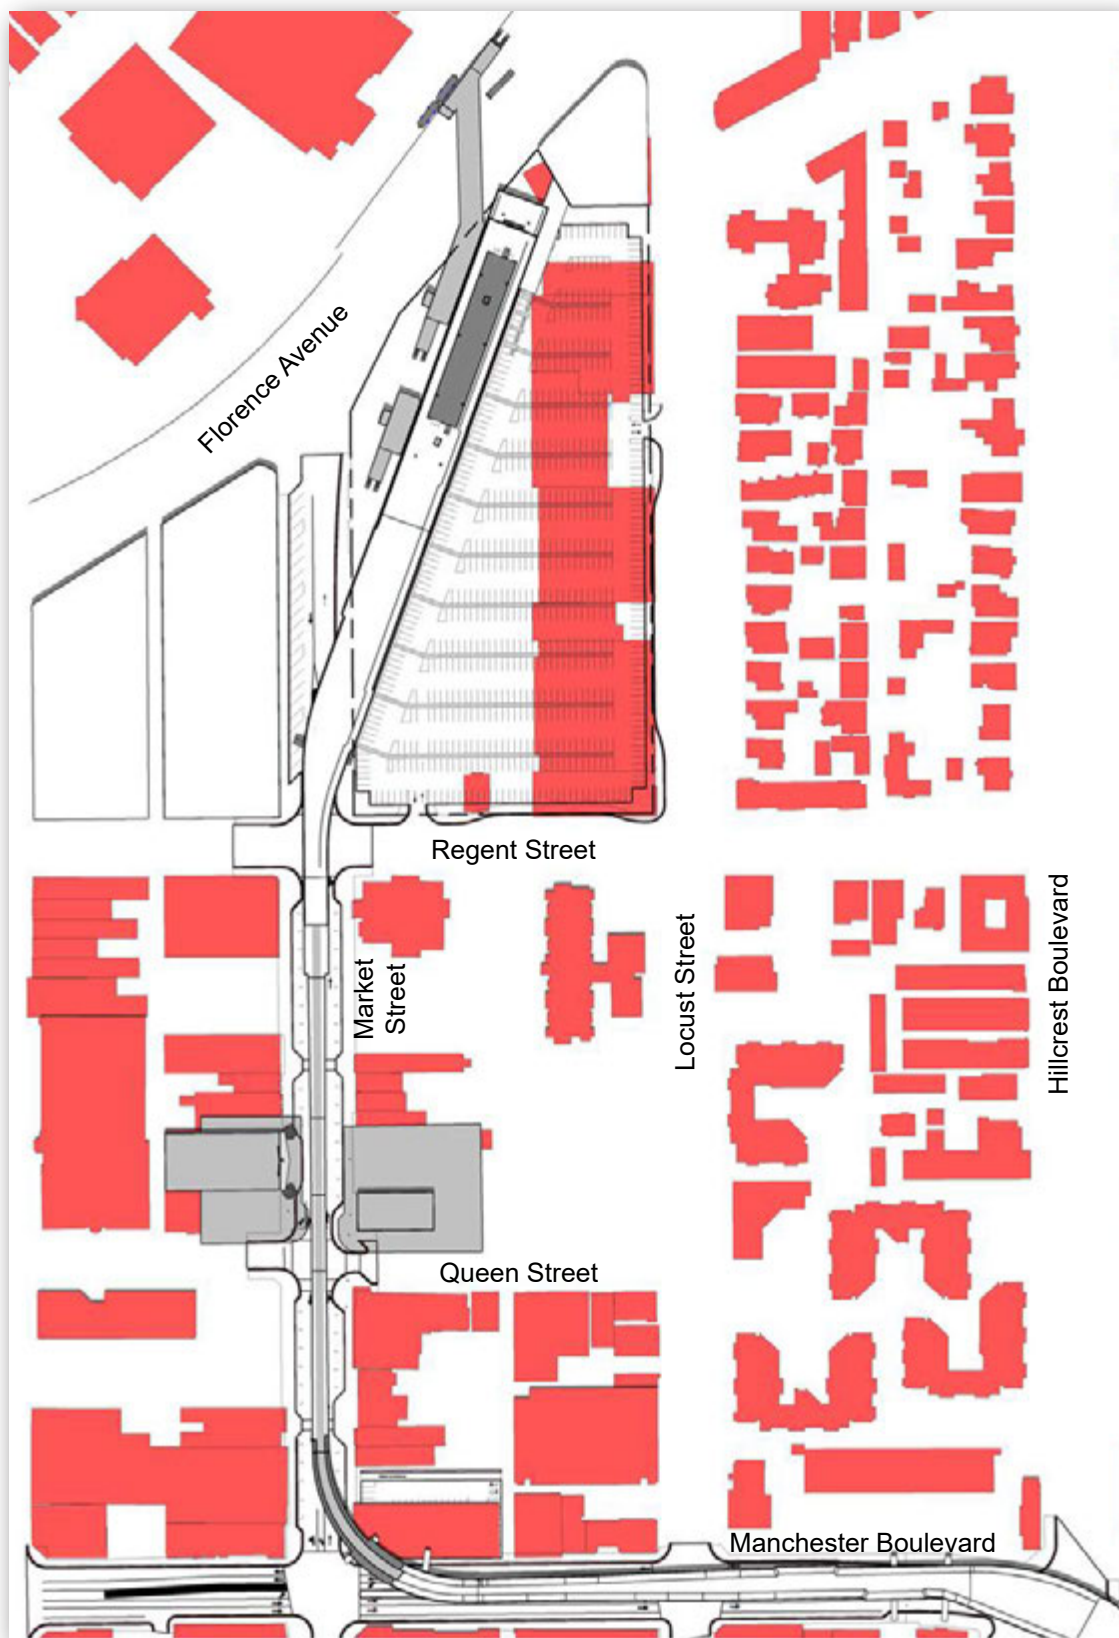 Florence Avenue
Regent Street
Market
Street
Locust Street
Hillcrest Boulevard
Queen Street
Manchester Boulevard